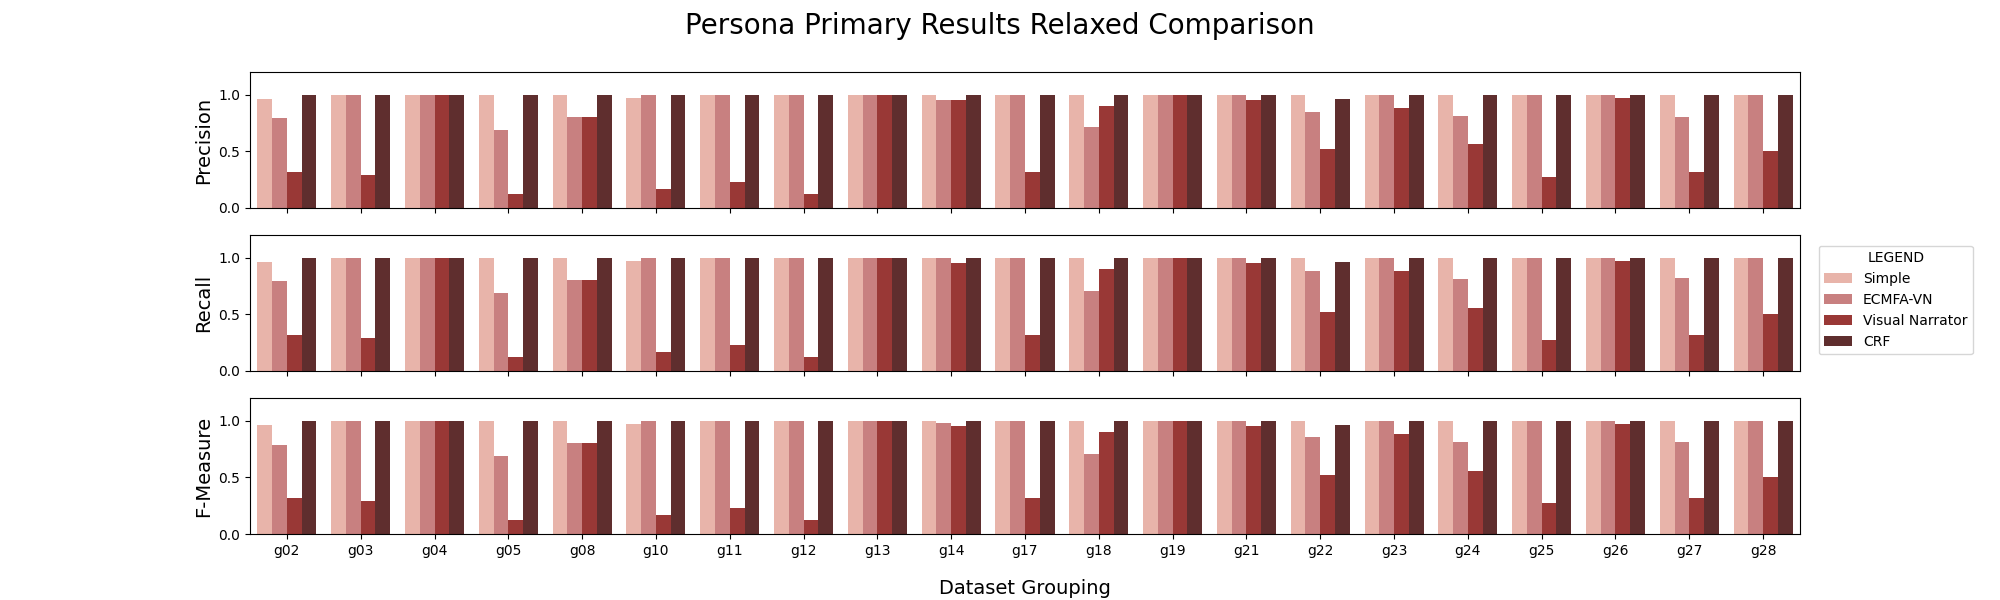 Persona Primary Results Relaxed Comparison
Precision
1.0
0.5
0.0
Recall
1.0
0.5
0.0
F-Measure
1.0
0.5
0.0
g02 g03 g04 g05 g08 g10 g11 g12 g13 g14 g17 g18 g19 g21 g22 g23 g24 g25 g26 g27 g28
Dataset Grouping
LEGEND
Simple
ECMFA-VN
Visual Narrator
CRF